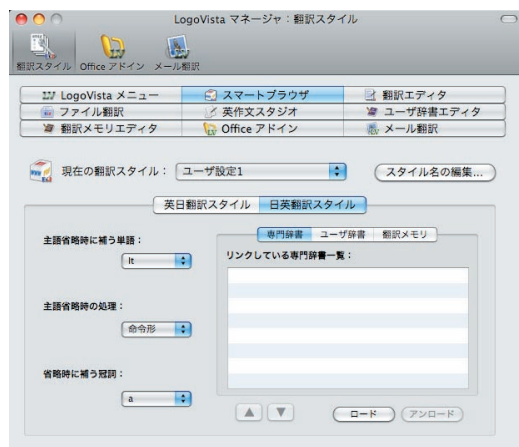 LogoVista マネージャ：翻訳スタイル
翻訳スタイル Office アドイン メール翻訳
LogoVista メニュー スマートブラウザ 翻訳エディタ
ファイル翻訳 英作文スタジオ ユーザ辞書エディタ
翻訳メモリエディタ Office アドイン メール翻訳
現在の翻訳スタイル： ユーザ設定1 スタイル名の編集...
英日翻訳スタイル 日英翻訳スタイル
専門辞書 ユーザ辞書 翻訳メモリ
主語省略時に補う単語：
リンクしている専門辞書一覧：
It
主語省略時の処理：
命令形
省略時に補う冠詞：
a
ロード アンロード